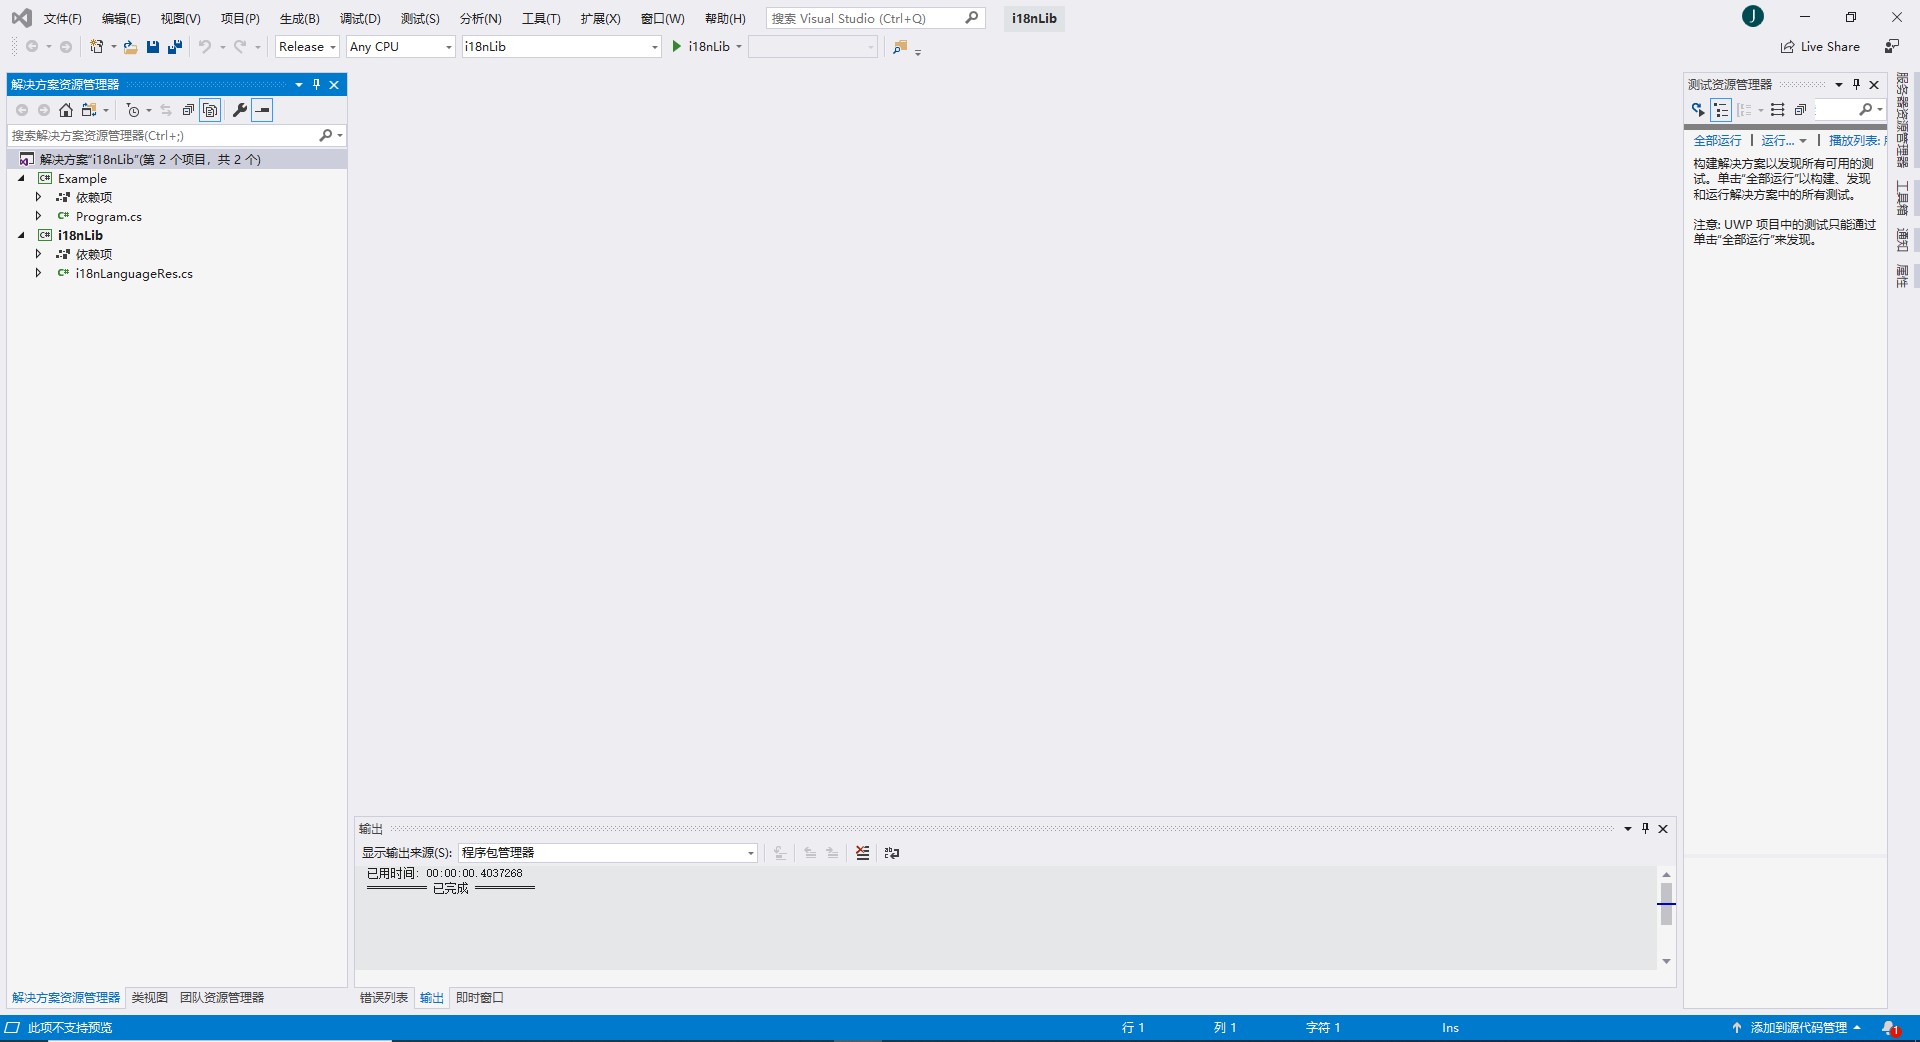 文件(F) 编辑(E) 视图(V) 项目(P) 生成(B) 调试(D) 测试(S) 分析(N) 工具(T) 扩展(X) 窗口(W) 帮助(H) 搜索 Visual Studio (Ctrl+Q) i18nLib J
Release Any CPU i18nLib i18nLib Live Share
解决方案资源管理器
搜索解决方案资源管理器(Ctrl+;)
解决方案"i18nLib"(第 2 个项目，共 2 个)
Example
依赖项
C# Program.cs
i18nLib
依赖项
C# i18nLanguageRes.cs
解决方案资源管理器 类视图 团队资源管理器
输出
显示输出来源(S): 程序包管理器
已用时间: 00:00:00.4037268
========== 已完成 ==========
错误列表 输出 即时窗口
测试资源管理器
全部运行 | 运行... | 播放列表:
构建解决方案以发现所有可用的测
试。单击"全部运行"以构建、发现
和运行解决方案中的所有测试。
注意: UWP 项目中的测试只能通过
单击"全部运行"来发现。
服务器资源管理器
工具箱
通知
属性
此项不支持预览 行 1 列 1 字符 1 Ins 添加到源代码管理 1